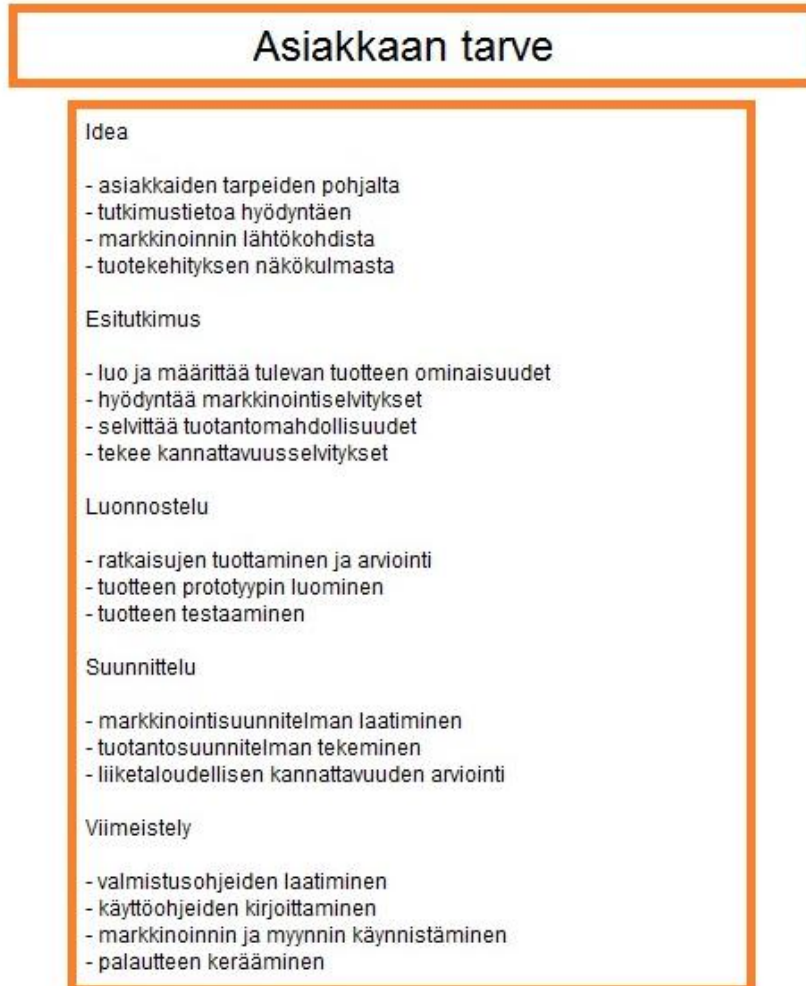 Asiakkaan tarve
Idea
- asiakkaiden tarpeiden pohjalta
- tutkimustietoa hyödyntäen
- markkinoinnin lähtökohdista
- tuotekehityksen näkökulmasta
Esitutkimus
- luo ja määrittää tulevan tuotteen ominaisuudet
- hyödyntää markkinointiselvitykset
- selvittää tuotantomahdollisuudet
- tekee kannattavuusselvitykset
Luonnostelu
- ratkaisujen tuottaminen ja arviointi
- tuotteen prototyypin luominen
- tuotteen testaaminen
Suunnittelu
- markkinointisuunnitelman laatiminen
- tuotantosuunnitelman tekeminen
- liiketaloudellisen kannattavuuden arviointi
Viimeistely
- valmistusohjeiden laatiminen
- käyttöohjeiden kirjoittaminen
- markkinoinnin ja myynnin käynnistäminen
- palautteen kerääminen